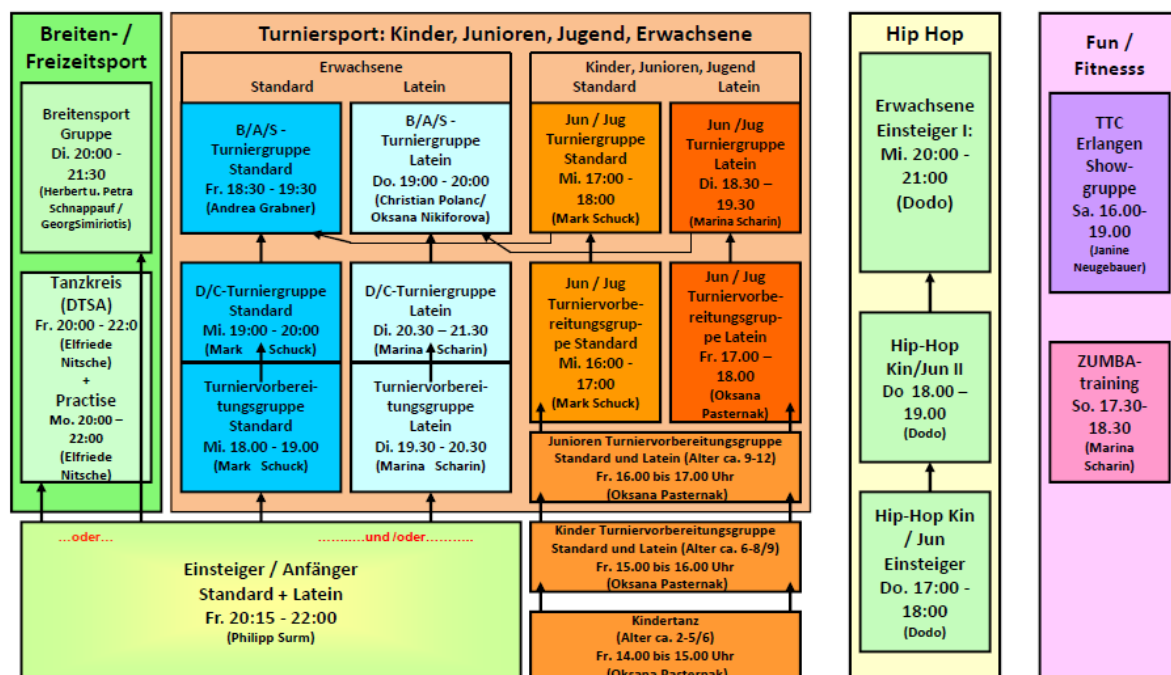 Breiten- /
Freizeitsport
Breitensport
Gruppe
Di. 20:00 -
21:30
(Herbert u. Petra
Schnappauf /
GeorgSimiriotis)
Tanzkreis
(DTSA)
Fr. 20:00 - 22:0
(Elfriede
Nitsche)
+
Practise
Mo. 20:00 –
22:00
(Elfriede
Nitsche)
Turniersport: Kinder, Junioren, Jugend, Erwachsene
Erwachsene
Standard
Latein
B/A/S -
Turniergruppe
Standard
Fr. 18:30 - 19:30
(Andrea Grabner)
B/A/S -
Turniergruppe
Latein
Do. 19:00 - 20:00
(Christian Polanc/
Oksana Nikiforova)
D/C-Turniergruppe
Standard
Mi. 19:00 - 20:00
(Mark Schuck)
D/C-Turniergruppe
Latein
Di. 20.30 – 21.30
(Marina Scharin)
Turniervorberei-
tungsgruppe
Standard
Mi. 18.00 - 19.00
(Mark Schuck)
Turniervorberei-
tungsgruppe
Latein
Di. 19.30 - 20.30
(Marina Scharin)
Kinder, Junioren, Jugend
Standard
Latein
Jun / Jug
Turniergruppe
Standard
Mi. 17:00 -
18:00
(Mark Schuck)
Jun /Jug
Turniergruppe
Latein
Di. 18.30 –
19.30
(Marina Scharin)
Jun / Jug
Turniervorbe-
reitungsgrup-
pe Standard
Mi. 16:00 -
17:00
(Mark Schuck)
Jun / Jug
Turniervorbe-
reitungsgrup-
pe Latein
Fr. 17.00 –
18.00
(Oksana
Pasternak)
Junioren Turniervorbereitungsgruppe
Standard und Latein (Alter ca. 9-12)
Fr. 16.00 bis 17.00 Uhr
(Oksana Pasternak)
Kinder Turniervorbereitungsgruppe
Standard und Latein (Alter ca. 6-8/9)
Fr. 15.00 bis 16.00 Uhr
(Oksana Pasternak)
Kindertanz
(Alter ca. 2-5/6)
Fr. 14.00 bis 15.00 Uhr
(Oksana Pasternak)
...oder...
..........und/oder...........
Einsteiger / Anfänger
Standard + Latein
Fr. 20:15 - 22:00
(Philipp Surm)
Hip Hop
Erwachsene
Einsteiger I:
Mi. 20:00 -
21:00
(Dodo)
Hip-Hop
Kin/Jun II
Do 18.00 –
19.00
(Dodo)
Hip-Hop Kin
/ Jun
Einsteiger
Do. 17:00 -
18:00
(Dodo)
Fun /
Fitnesss
TTC
Erlangen
Show-
gruppe
Sa. 16.00-
19.00
(Janine
Neugebauer)
ZUMBA-
training
So. 17.30-
18.30
(Marina
Scharin)